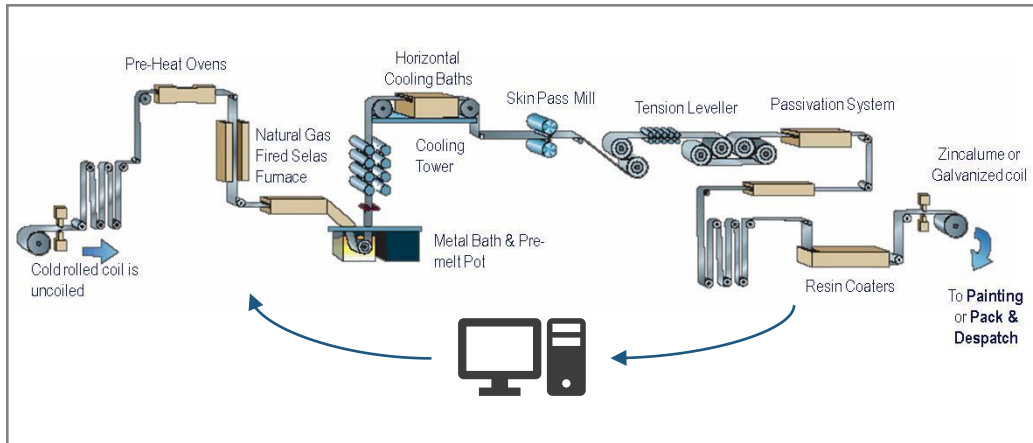 Pre-Heat Ovens
Horizontal
Cooling Baths
Skin Pass Mill
Tension Leveller
Passivation System
Natural Gas
Fired Selas
Furnace
Cooling
Tower
Zincalume or
Galvanized coil
Metal Bath & Pre-
melt Pot
Cold rolled coil is
uncoiled
Resin Coaters
To Painting
or Pack &
Despatch